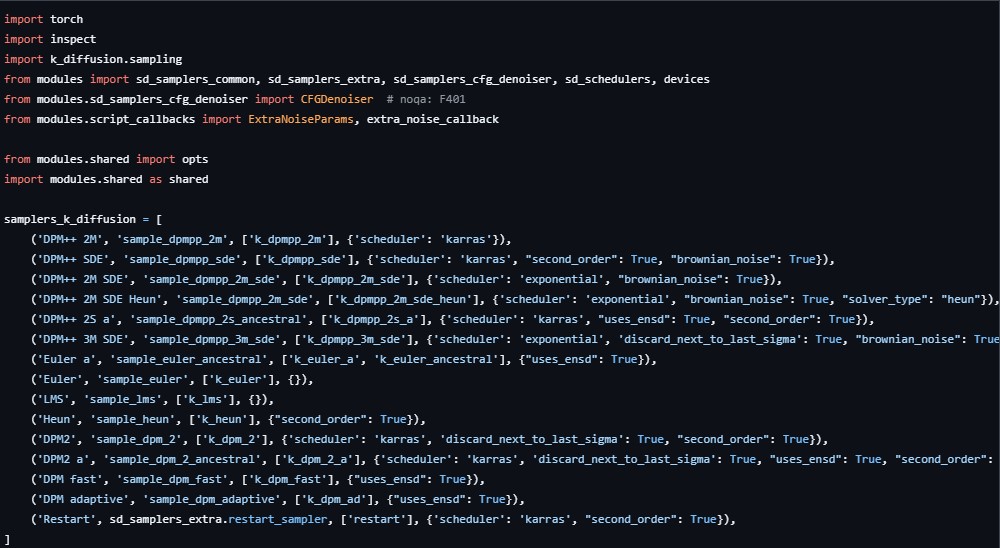 import torch
import inspect
import k_diffusion.sampling
from modules import sd_samplers_common, sd_samplers_extra, sd_samplers_cfg_denoiser, sd_schedulers, devices
from modules.sd_samplers_cfg_denoiser import CFGDenoiser  # noqa: F401
from modules.script_callbacks import ExtraNoiseParams, extra_noise_callback

from modules.shared import opts
import modules.shared as shared

samplers_k_diffusion = [
    ('DPM++ 2M', 'sample_dpmpp_2m', ['k_dpmpp_2m'], {'scheduler': 'karras'}),
    ('DPM++ SDE', 'sample_dpmpp_sde', ['k_dpmpp_sde'], {'scheduler': 'karras', "second_order": True, "brownian_noise": True}),
    ('DPM++ 2M SDE', 'sample_dpmpp_2m_sde', ['k_dpmpp_2m_sde'], {'scheduler': 'exponential', "brownian_noise": True}),
    ('DPM++ 2M SDE Heun', 'sample_dpmpp_2m_sde', ['k_dpmpp_2m_sde_heun'], {'scheduler': 'exponential', "brownian_noise": True, "solver_type": "heun"}),
    ('DPM++ 2S a', 'sample_dpmpp_2s_ancestral', ['k_dpmpp_2s_a'], {'scheduler': 'karras', "uses_ensd": True, "second_order": True}),
    ('DPM++ 3M SDE', 'sample_dpmpp_3m_sde', ['k_dpmpp_3m_sde'], {'scheduler': 'exponential', 'discard_next_to_last_sigma': True, "brownian_noise": True
    ('Euler a', 'sample_euler_ancestral', ['k_euler_a', 'k_euler_ancestral'], {"uses_ensd": True}),
    ('Euler', 'sample_euler', ['k_euler'], {}),
    ('LMS', 'sample_lms', ['k_lms'], {}),
    ('Heun', 'sample_heun', ['k_heun'], {"second_order": True}),
    ('DPM2', 'sample_dpm_2', ['k_dpm_2'], {'scheduler': 'karras', 'discard_next_to_last_sigma': True, "second_order": True}),
    ('DPM2 a', 'sample_dpm_2_ancestral', ['k_dpm_2_a'], {'scheduler': 'karras', 'discard_next_to_last_sigma': True, "uses_ensd": True, "second_order":
    ('DPM fast', 'sample_dpm_fast', ['k_dpm_fast'], {"uses_ensd": True}),
    ('DPM adaptive', 'sample_dpm_adaptive', ['k_dpm_ad'], {"uses_ensd": True}),
    ('Restart', sd_samplers_extra.restart_sampler, ['restart'], {'scheduler': 'karras', "second_order": True}),
]